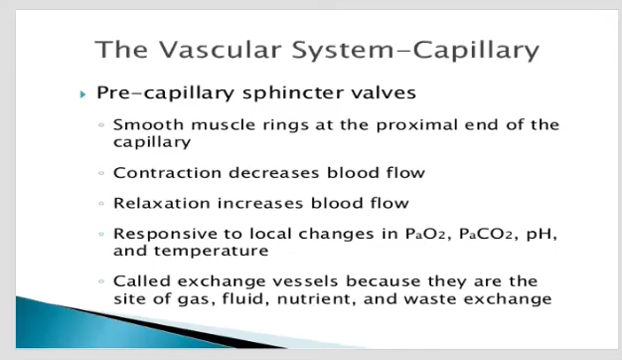 The Vascular System-Capillary
Pre-capillary sphincter valves
Smooth muscle rings at the proximal end of the
capillary
Contraction decreases blood flow
Relaxation increases blood flow
Responsive to local changes in PaO2, PaCO2, pH,
and temperature
Called exchange vessels because they are the
site of gas, fluid, nutrient, and waste exchange